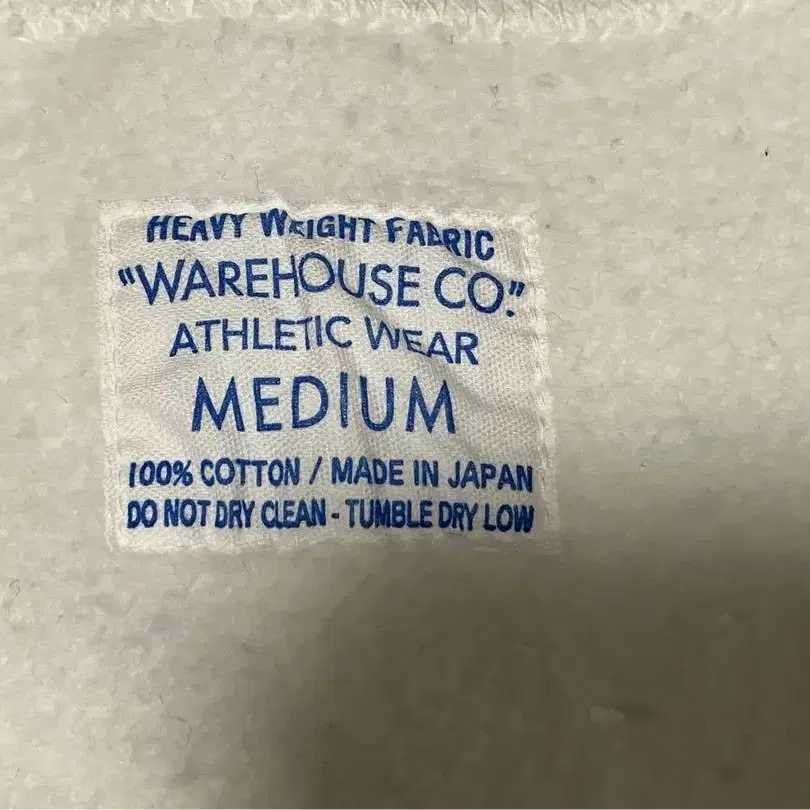 HEAVY WEIGHT FABRIC
"WAREHOUSE CO."
ATHLETIC WEAR
MEDIUM
100% COTTON / MADE IN JAPAN
DO NOT DRY CLEAN - TUMBLE DRY LOW